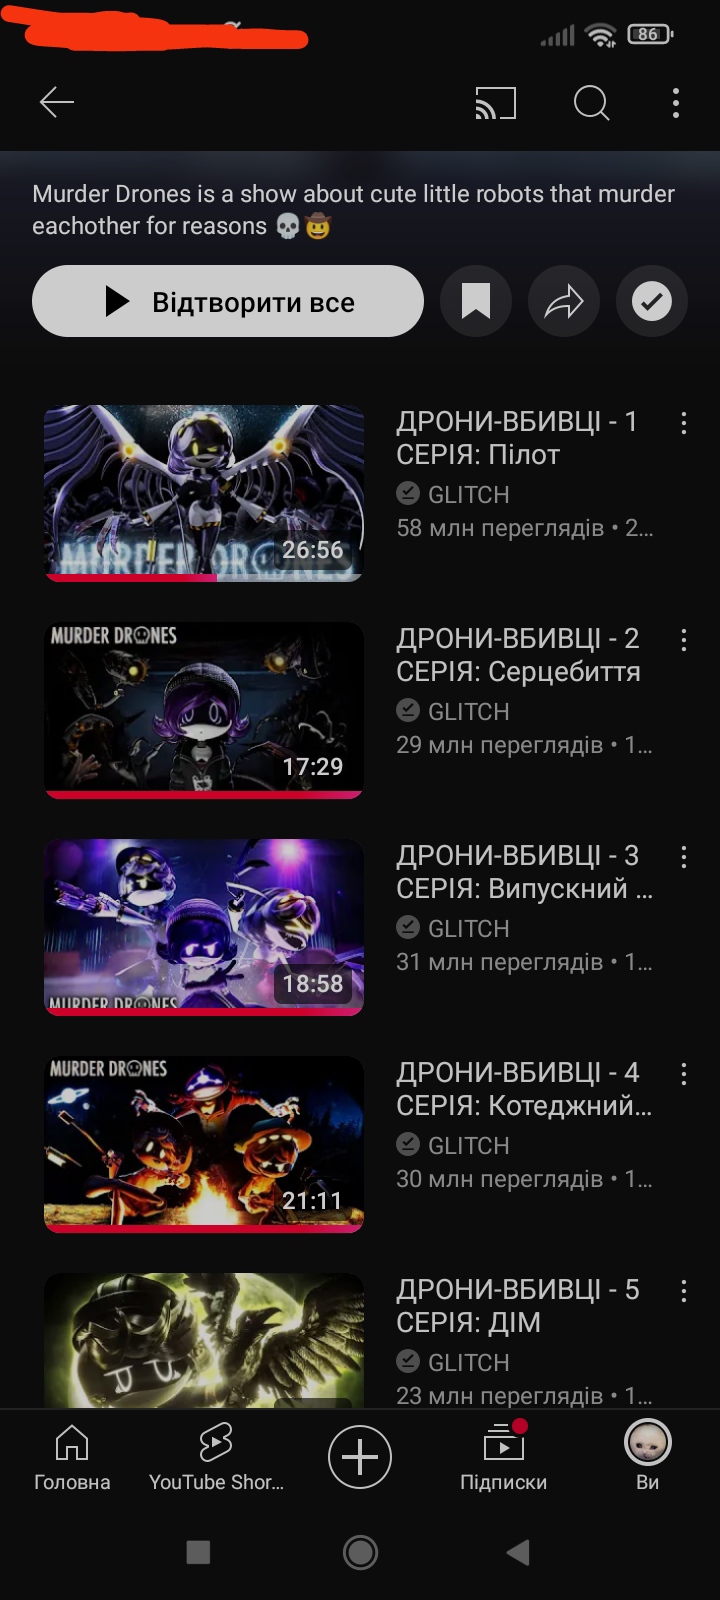 86
Murder Drones is a show about cute little robots that murder
eachother for reasons 💀🤠
Відтворити все
MURDER DRONES
26:56
ДРОНИ-ВБИВЦІ - 1
СЕРІЯ: Пілот
GLITCH
58 млн переглядів • 2...
MURDER DRONES
17:29
ДРОНИ-ВБИВЦІ - 2
СЕРІЯ: Серцебиття
GLITCH
29 млн переглядів • 1...
MURDER DRONES
18:58
ДРОНИ-ВБИВЦІ - 3
СЕРІЯ: Випускний ...
GLITCH
31 млн переглядів • 1...
MURDER DRONES
21:11
ДРОНИ-ВБИВЦІ - 4
СЕРІЯ: Котеджний...
GLITCH
30 млн переглядів • 1...
ДРОНИ-ВБИВЦІ - 5
СЕРІЯ: ДІМ
GLITCH
23 млн переглядів • 1...
Головна
YouTube Shor...
Підписки
Ви